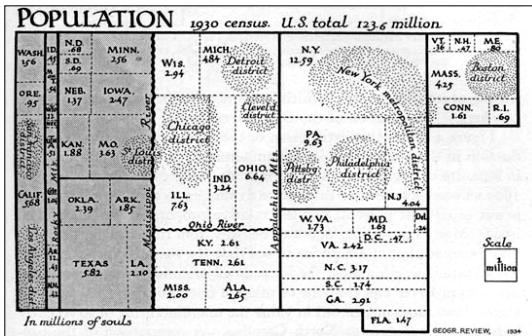 POPULATION 1930 census. U.S. total 123.6 million
WASH.
1.56
ORE.
.95
San Francisco district
CALIF.
5.68
Los Angeles dist.
Rocky Mts
N.D.
.68
S.D.
.69
MINN.
2.56
NEB.
1.37
IOWA.
2.47
KAN.
1.88
MO.
3.63
St. Louis distr.
OKLA.
2.39
ARK.
1.85
TEXAS
5.82
LA.
2.10
Mississippi
River
WIS.
2.94
MICH.
4.84
Detroit
district
Cleveld
district
Chicago
district
ILL.
7.63
IND.
3.24
OHIO.
6.64
Ohio River
KY. 2.61
TENN. 2.61
MISS.
2.00
ALA.
2.65
Appalachian Mts
N.Y.
12.59
New York metropolitan district
PA.
9.63
Pittsbg
distr
Philadelphia
district
N.J.
4.04
W. VA.
1.73
MD.
1.63
Del.
.24
D.C. .47
VA. 2.42
N.C. 3.17
S.C. 1.74
GA. 2.91
FLA. 1.47
VT.
.36
N.H.
.47
ME.
.80
MASS.
4.25
Boston
district
CONN.
1.61
R.I.
.69
Scale
1
million
In millions of souls
GEOGR. REVIEW, 1934